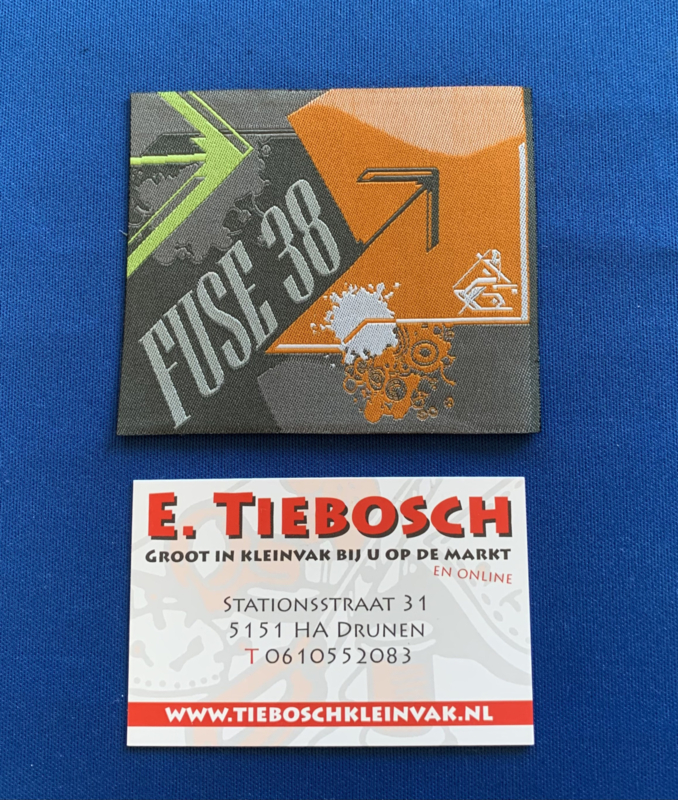 FUSE 38
E. TIEBOSCH
GROOT IN KLEINVAK BIJ U OP DE MARKT
EN ONLINE
STATIONSSTRAAT 31
5151 HA DRUNEN
T 0610552083
WWW.TIEBOSCHKLEINVAK.NL